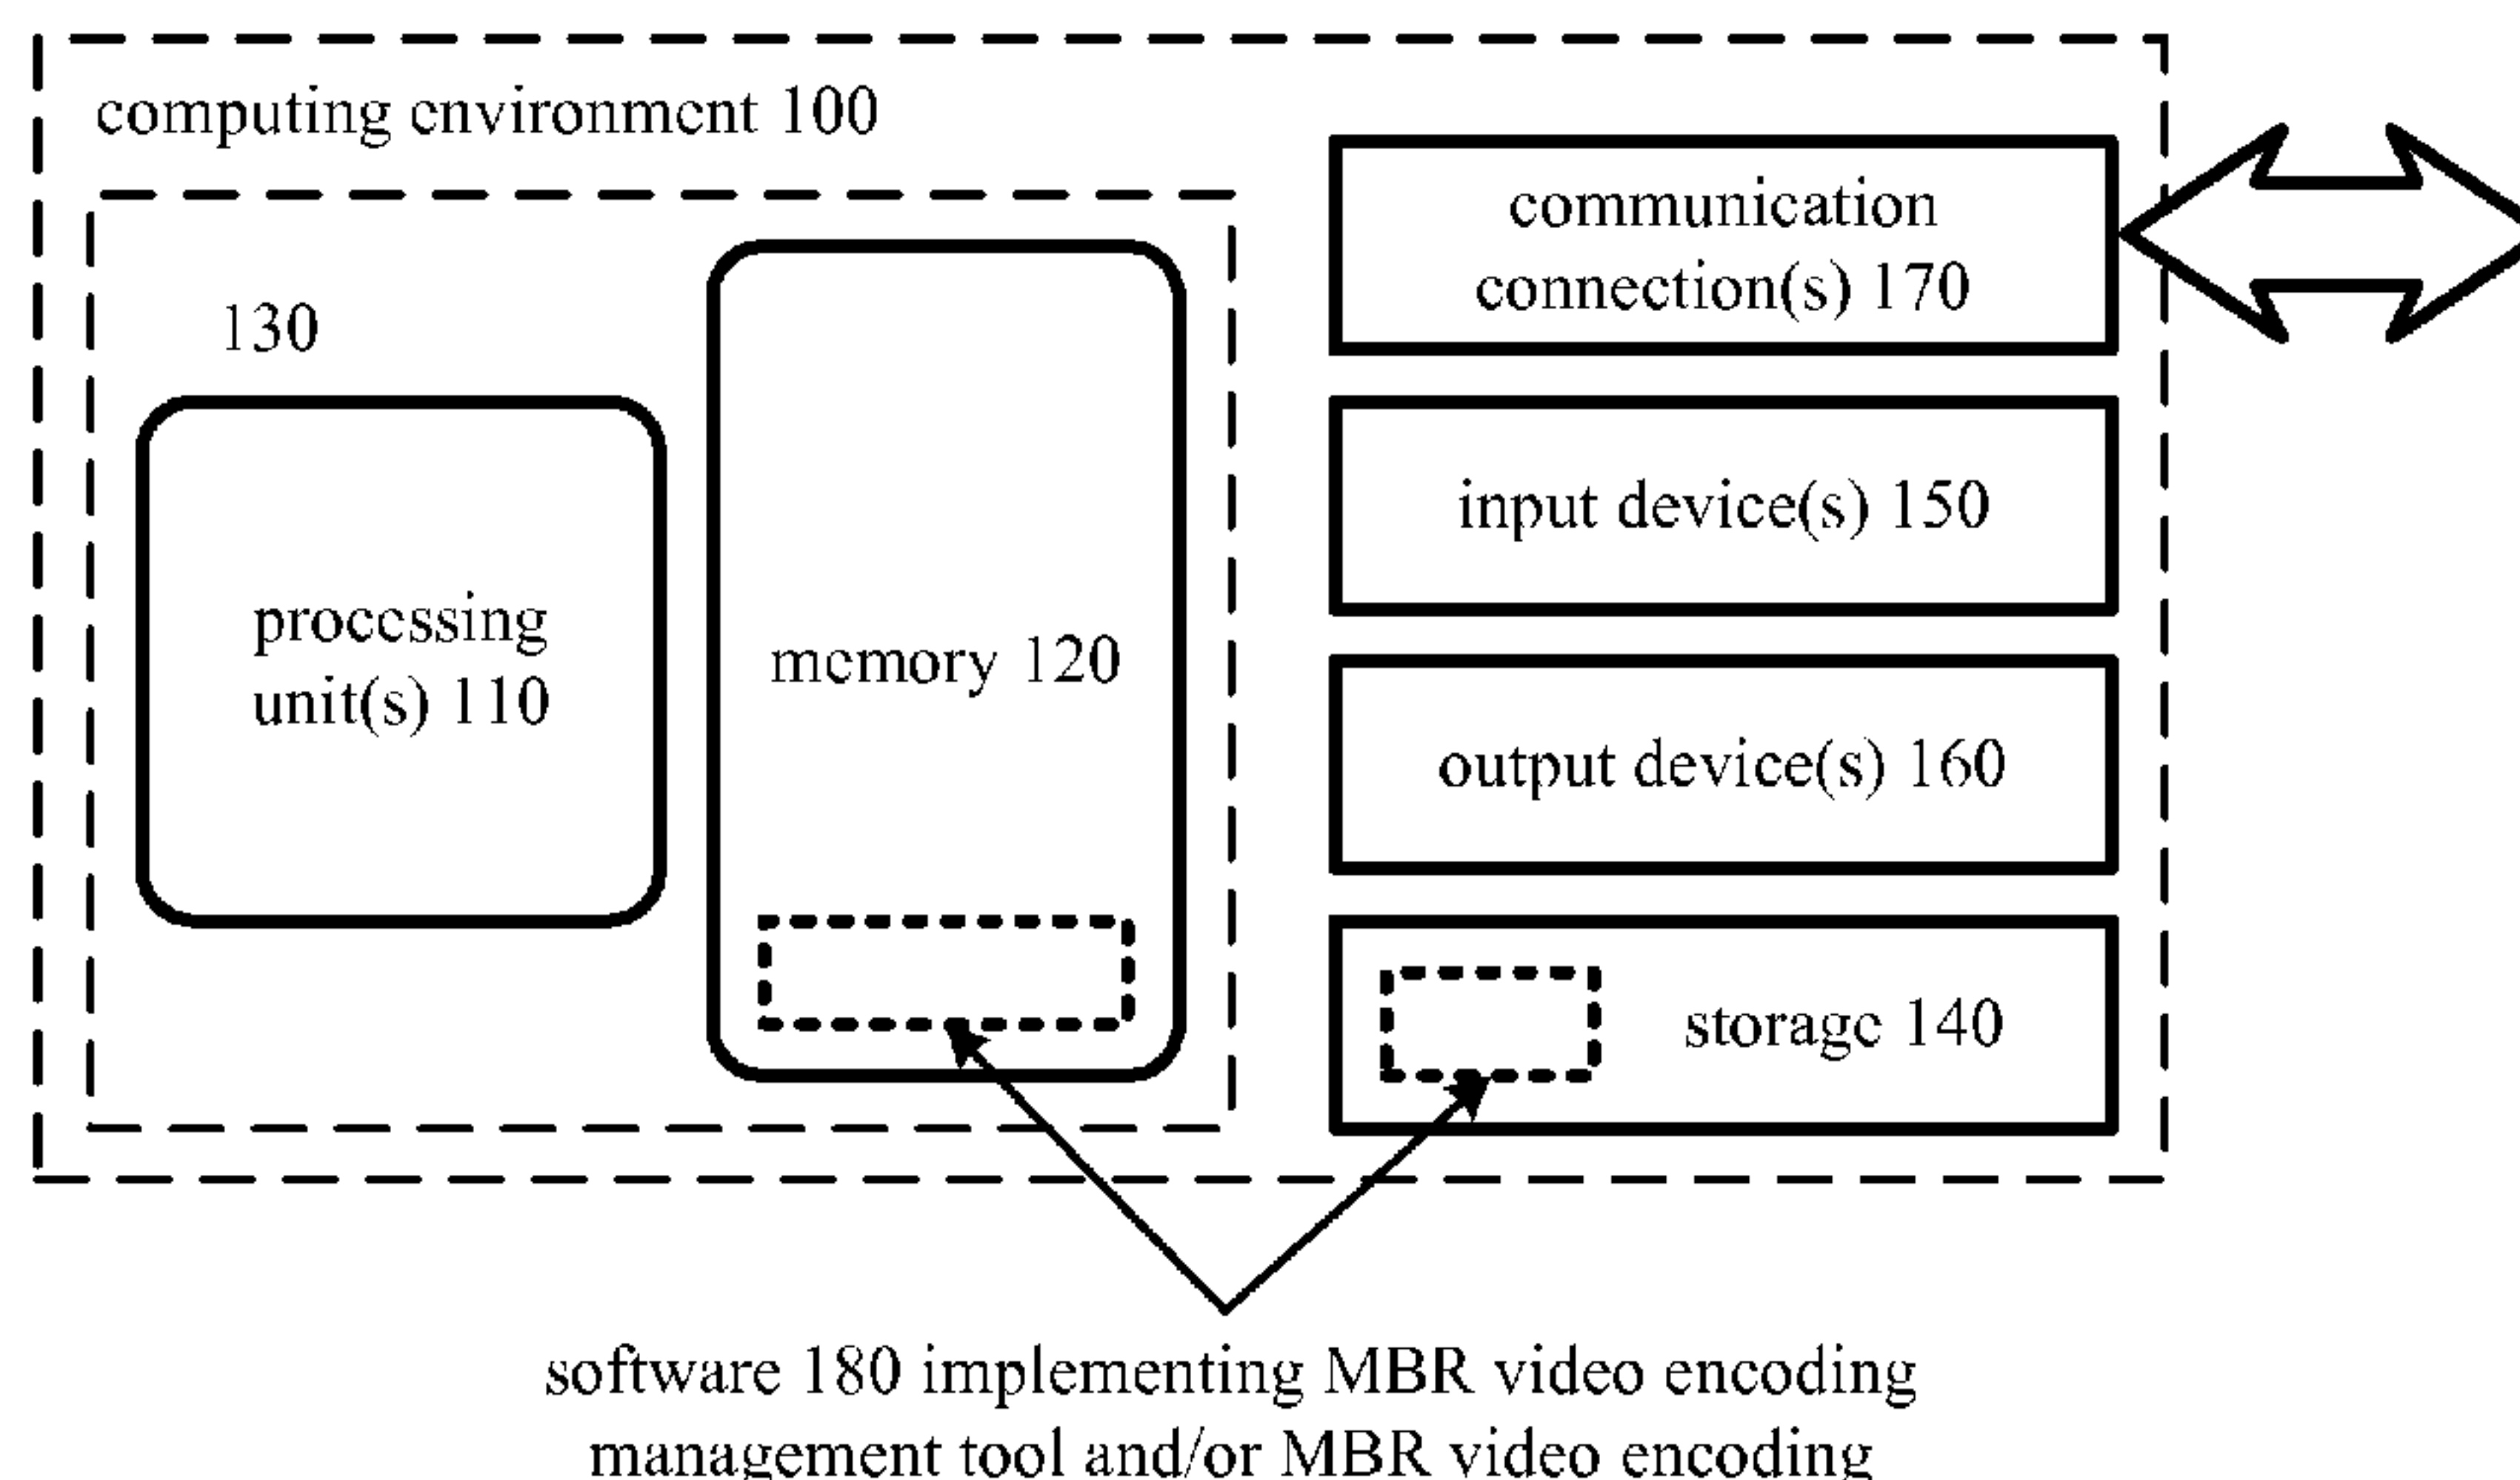 computing environment 100
130
processing
unit(s) 110
memory 120
communication
connection(s) 170
input device(s) 150
output device(s) 160
storage 140
software 180 implementing MBR video encoding
management tool and/or MBR video encoding